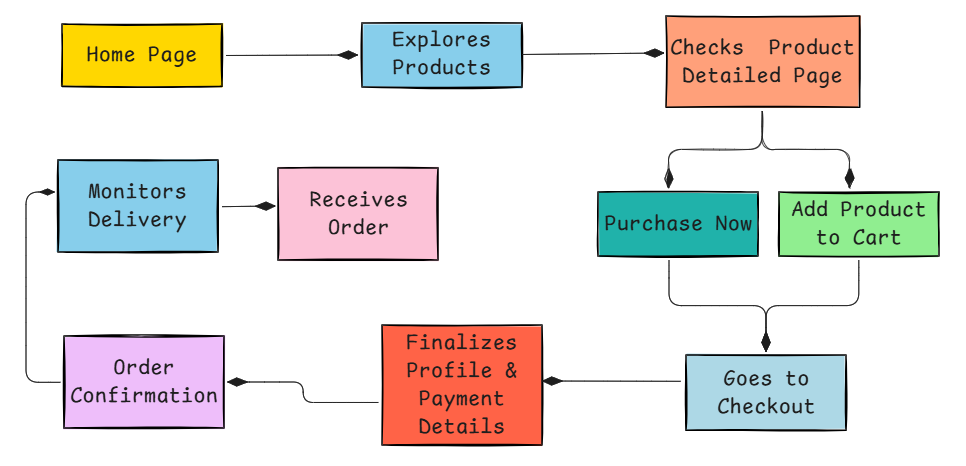 Home Page
Explores
Products
Checks  Product
Detailed Page
Purchase Now
Add Product
to Cart
Goes to
Checkout
Finalizes
Profile &
Payment
Details
Order
Confirmation
Monitors
Delivery
Receives
Order